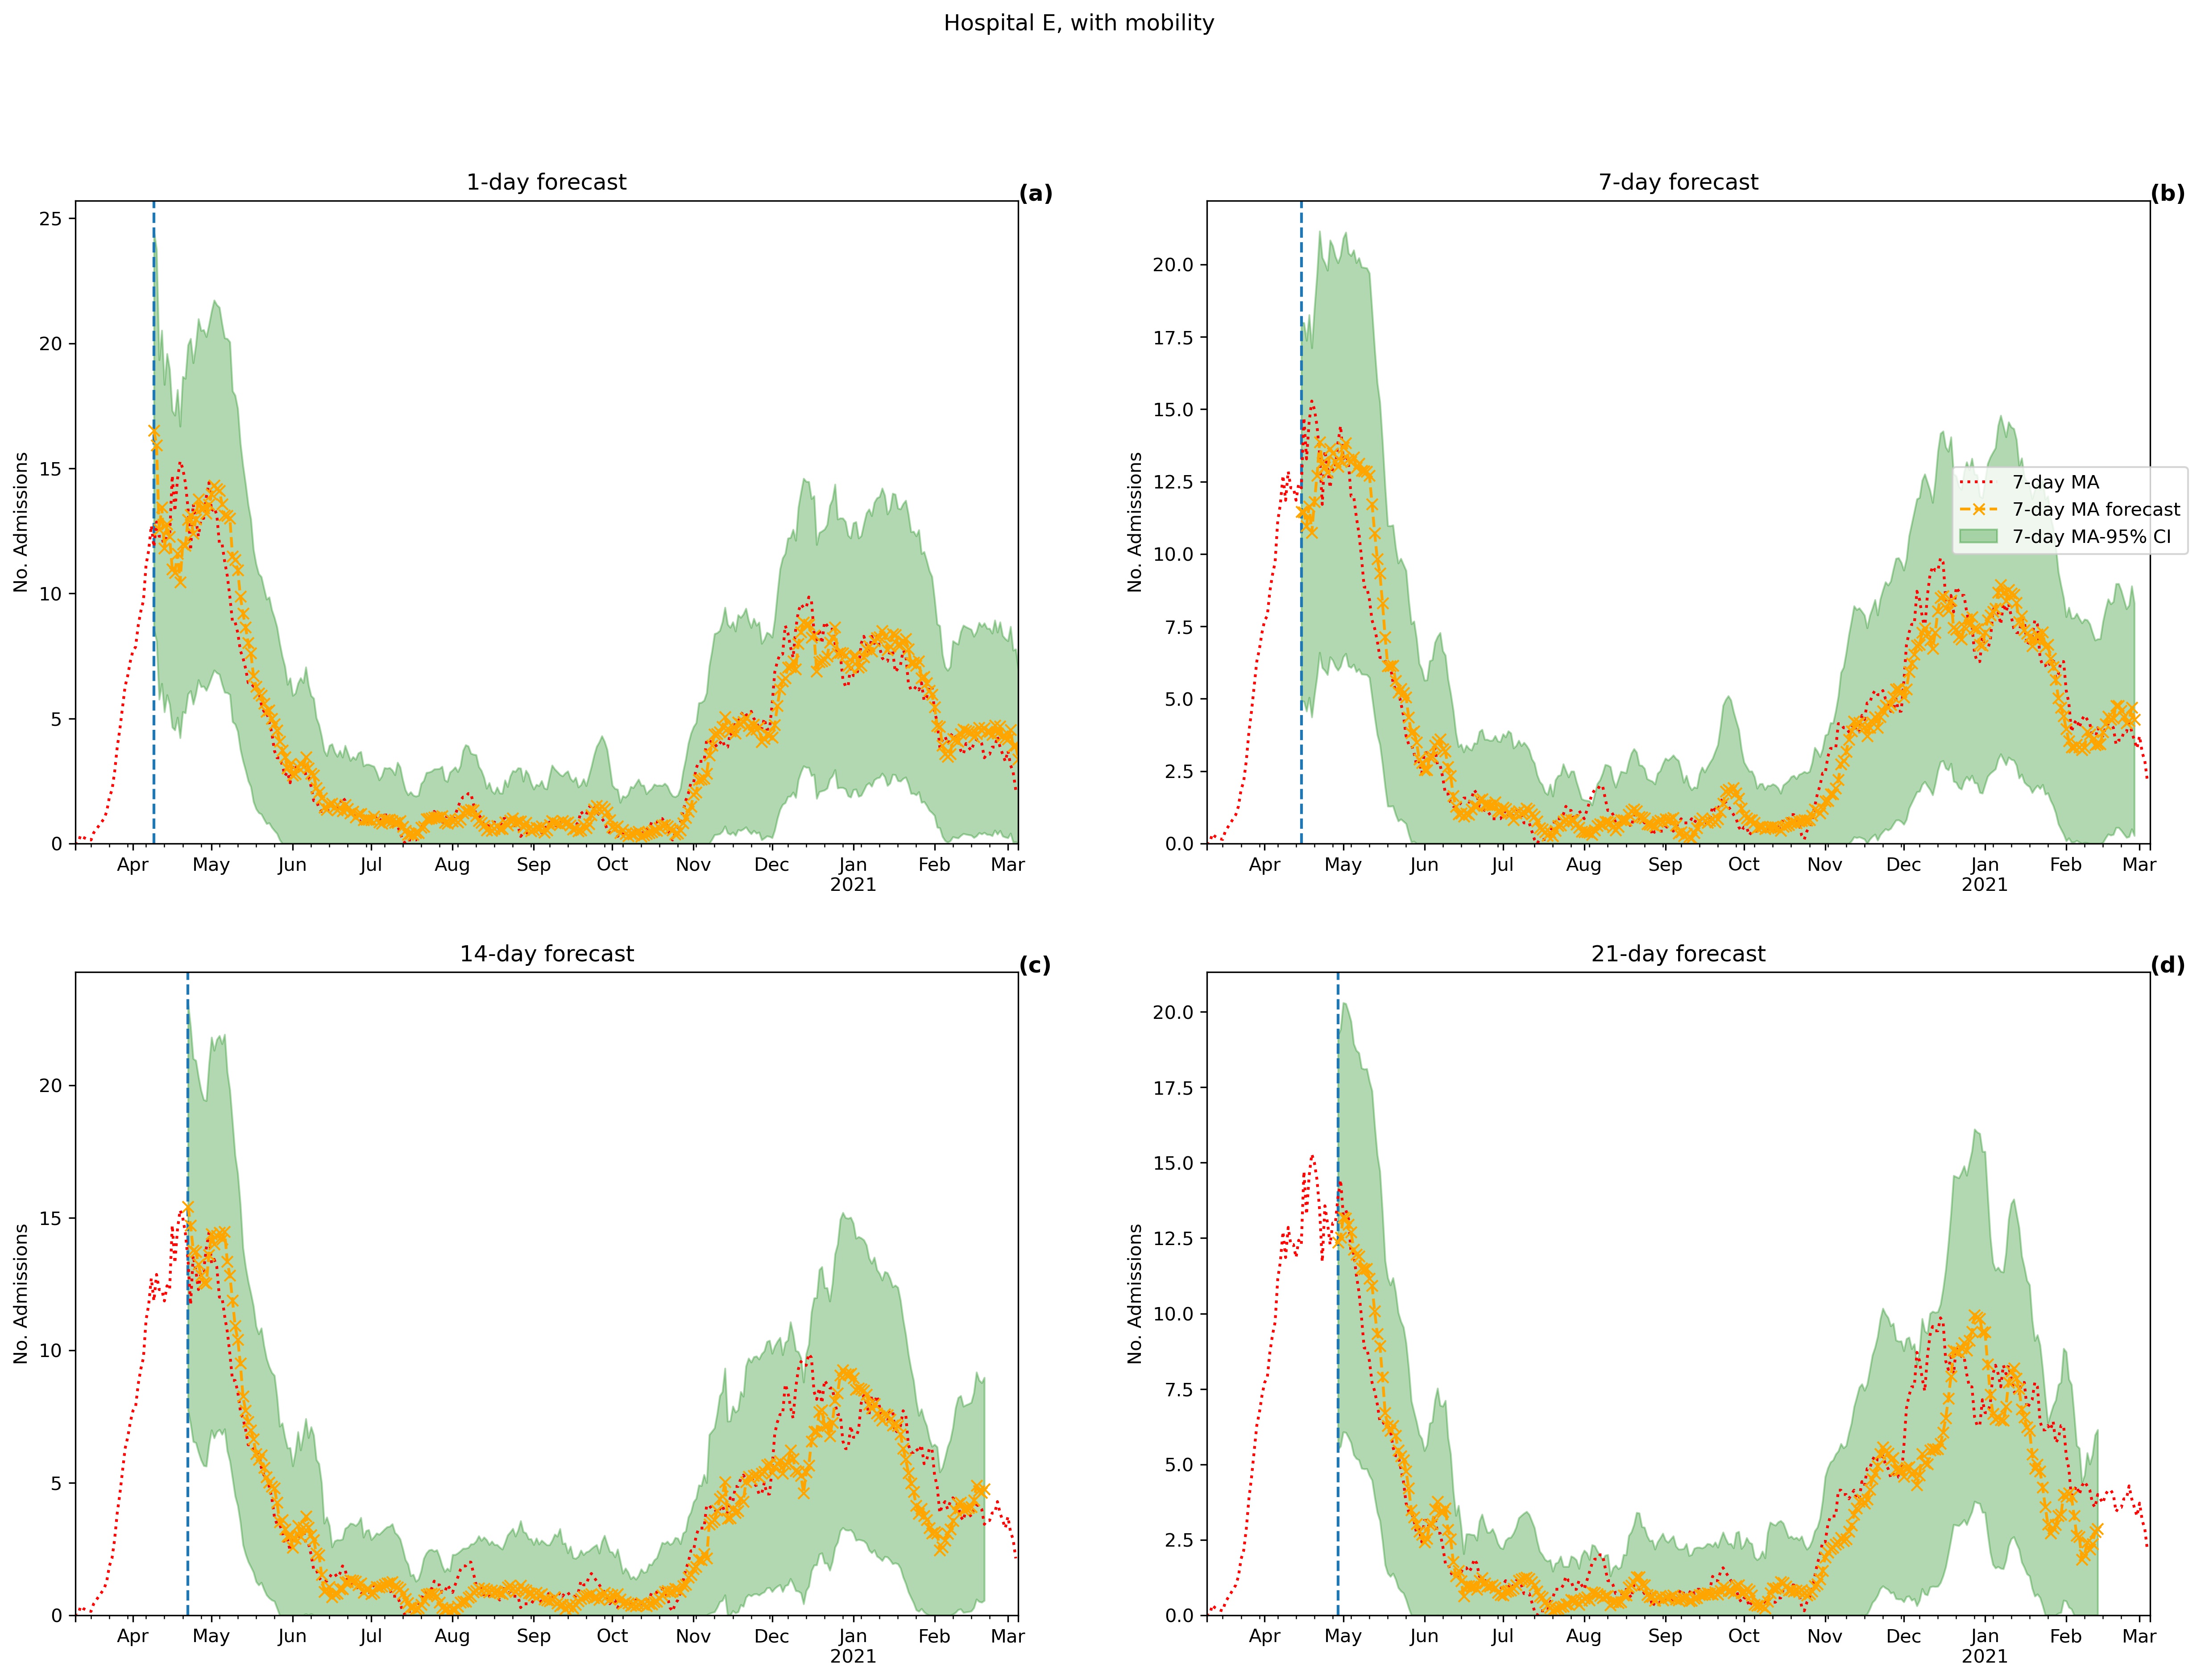 Hospital E, with mobility
1-day forecast
(a)
25
20
15
10
5
0
No. Admissions
Apr May Jun Jul Aug Sep Oct Nov Dec Jan Feb Mar
2021
7-day forecast
(b)
20.0
17.5
15.0
12.5
10.0
7.5
5.0
2.5
0.0
No. Admissions
7-day MA
7-day MA forecast
7-day MA-95% CI
Apr May Jun Jul Aug Sep Oct Nov Dec Jan Feb Mar
2021
14-day forecast
(c)
20
15
10
5
0
No. Admissions
Apr May Jun Jul Aug Sep Oct Nov Dec Jan Feb Mar
2021
21-day forecast
(d)
20.0
17.5
15.0
12.5
10.0
7.5
5.0
2.5
0.0
No. Admissions
Apr May Jun Jul Aug Sep Oct Nov Dec Jan Feb Mar
2021